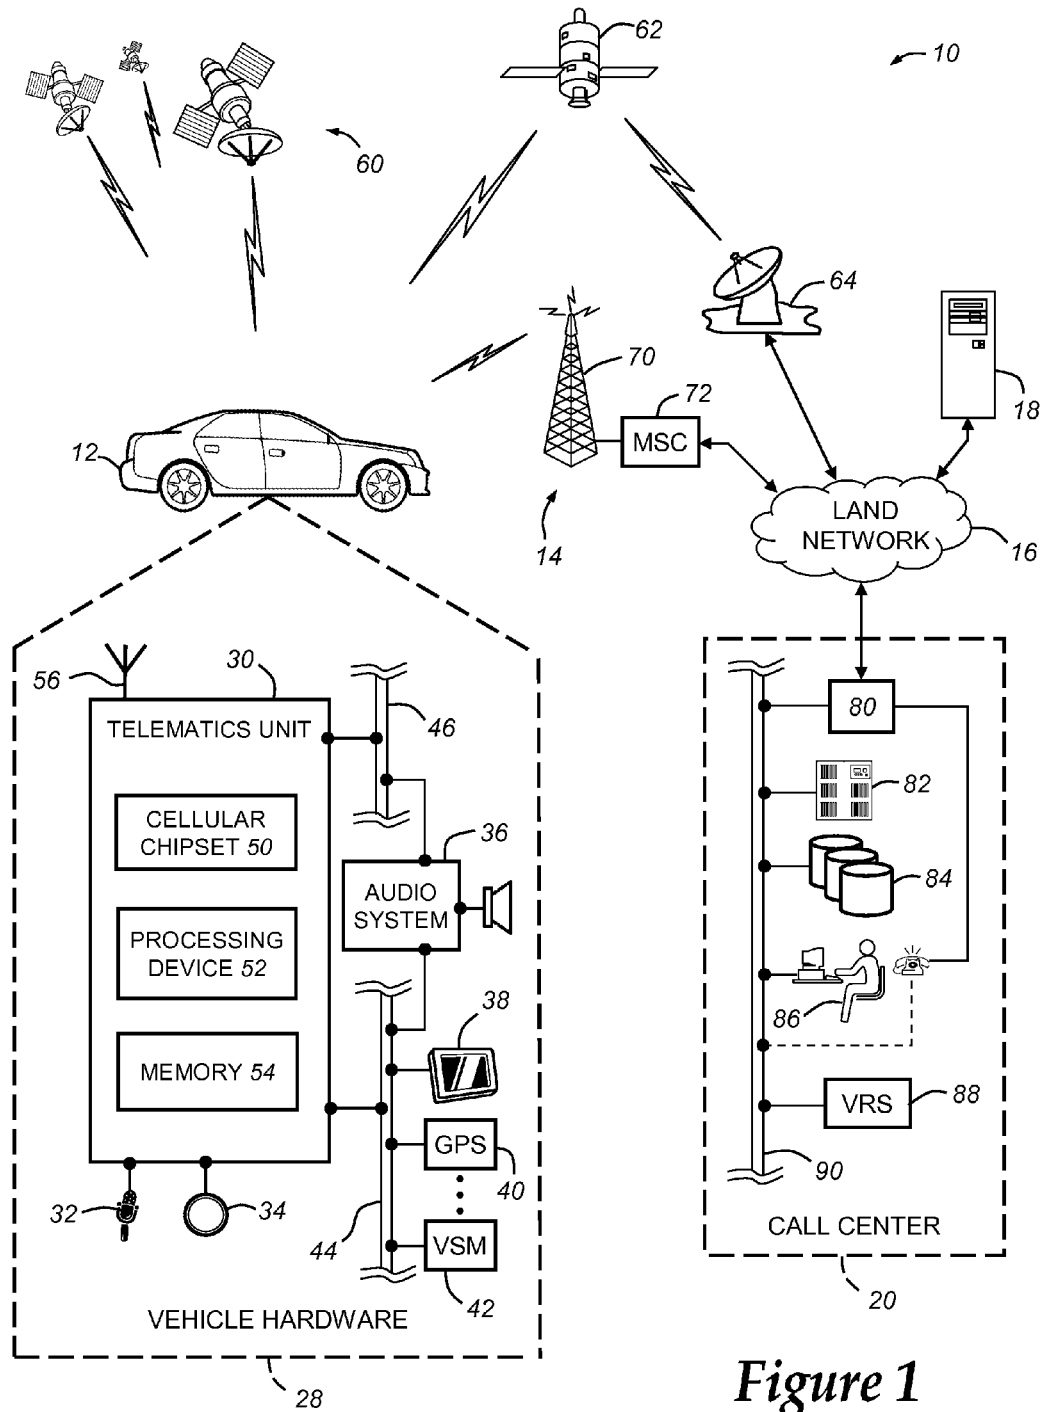 62
10
60
64
70
18
72
MSC
12
LAND
NETWORK
14
16
56
30
46
TELEMATICS UNIT
80
CELLULAR
CHIPSET 50
82
36
AUDIO
SYSTEM
84
PROCESSING
DEVICE 52
38
86
MEMORY 54
VRS
88
GPS
40
90
32
34
44
VSM
42
CALL CENTER
20
VEHICLE HARDWARE
28
Figure 1